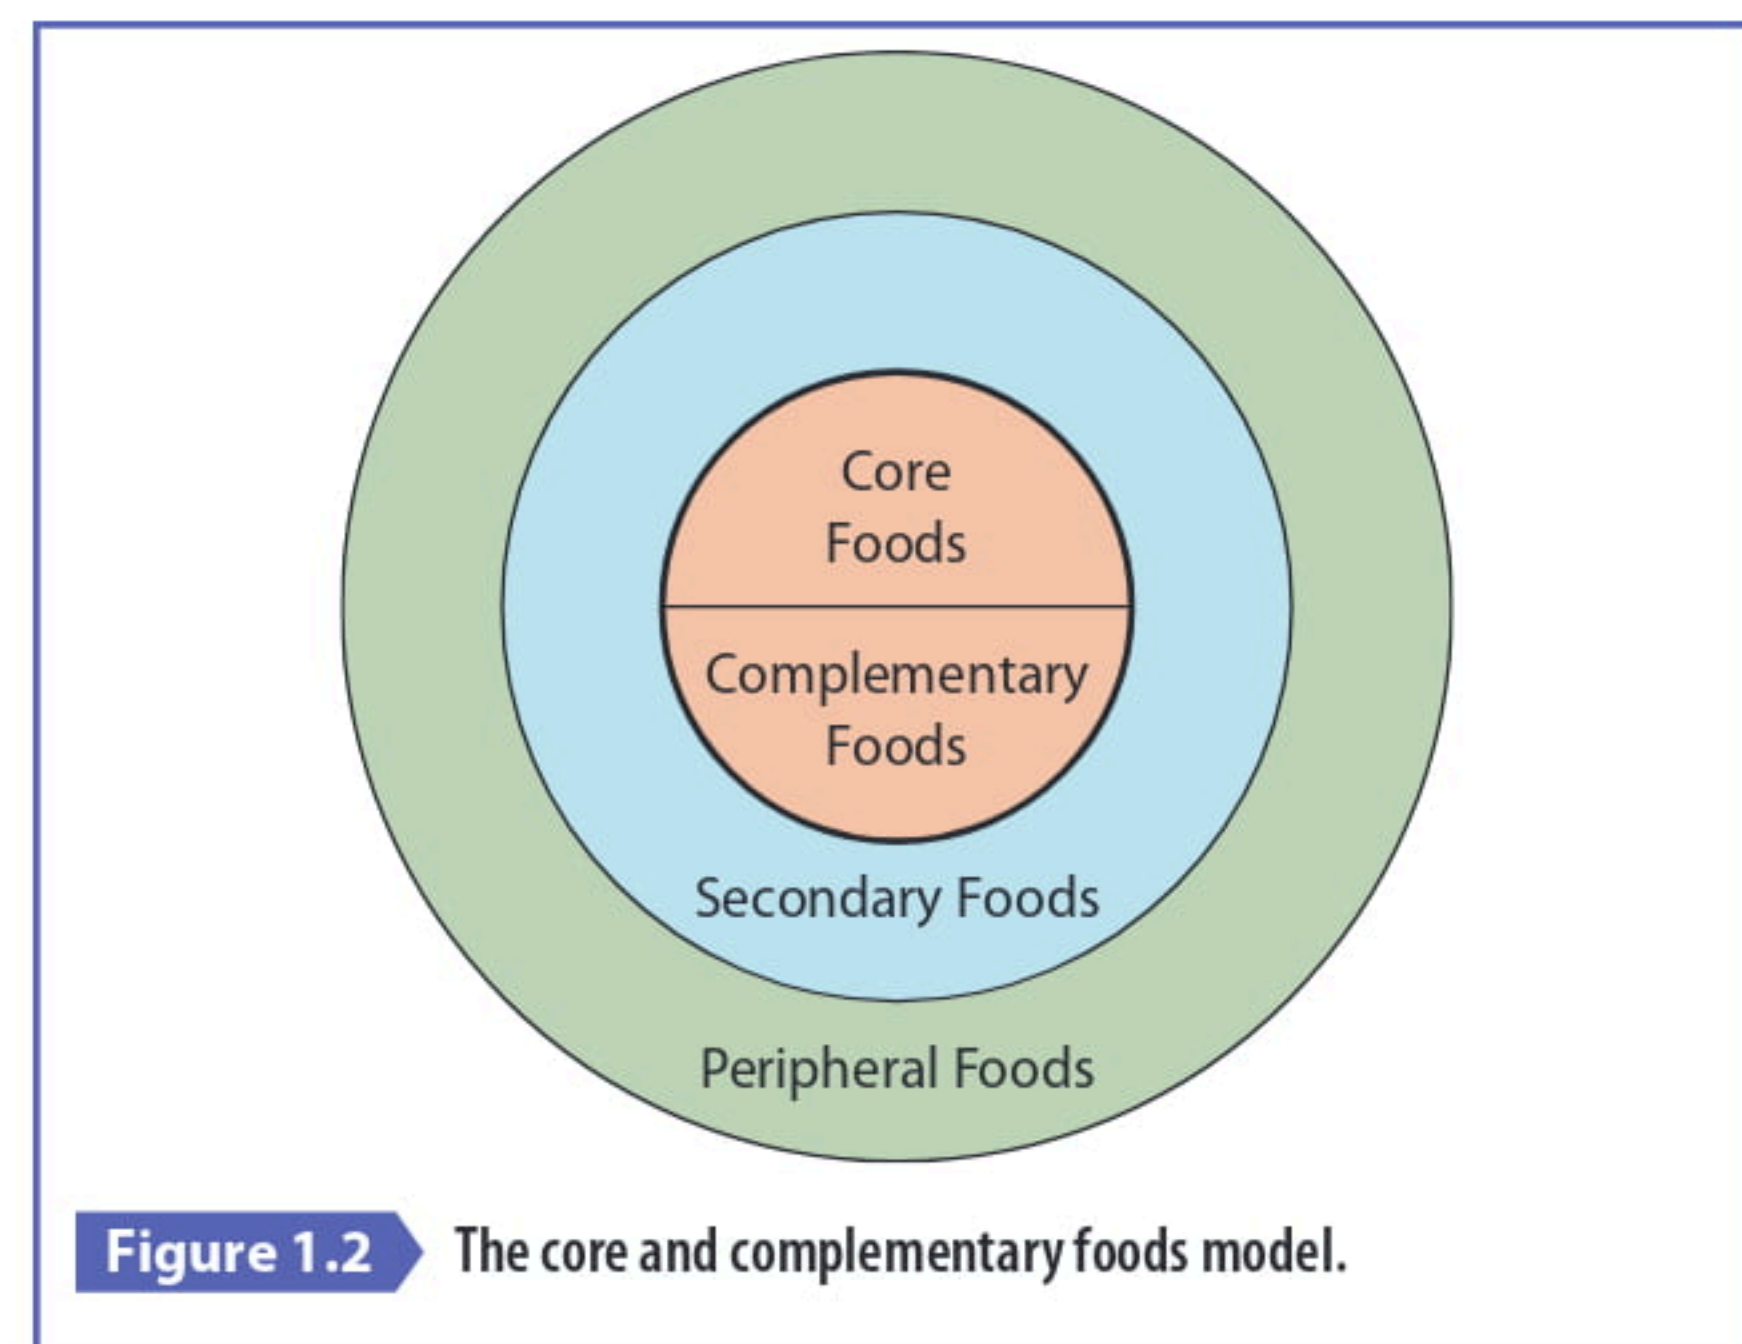 Core
Foods
Complementary
Foods
Secondary Foods
Peripheral Foods
Figure 1.2 The core and complementary foods model.